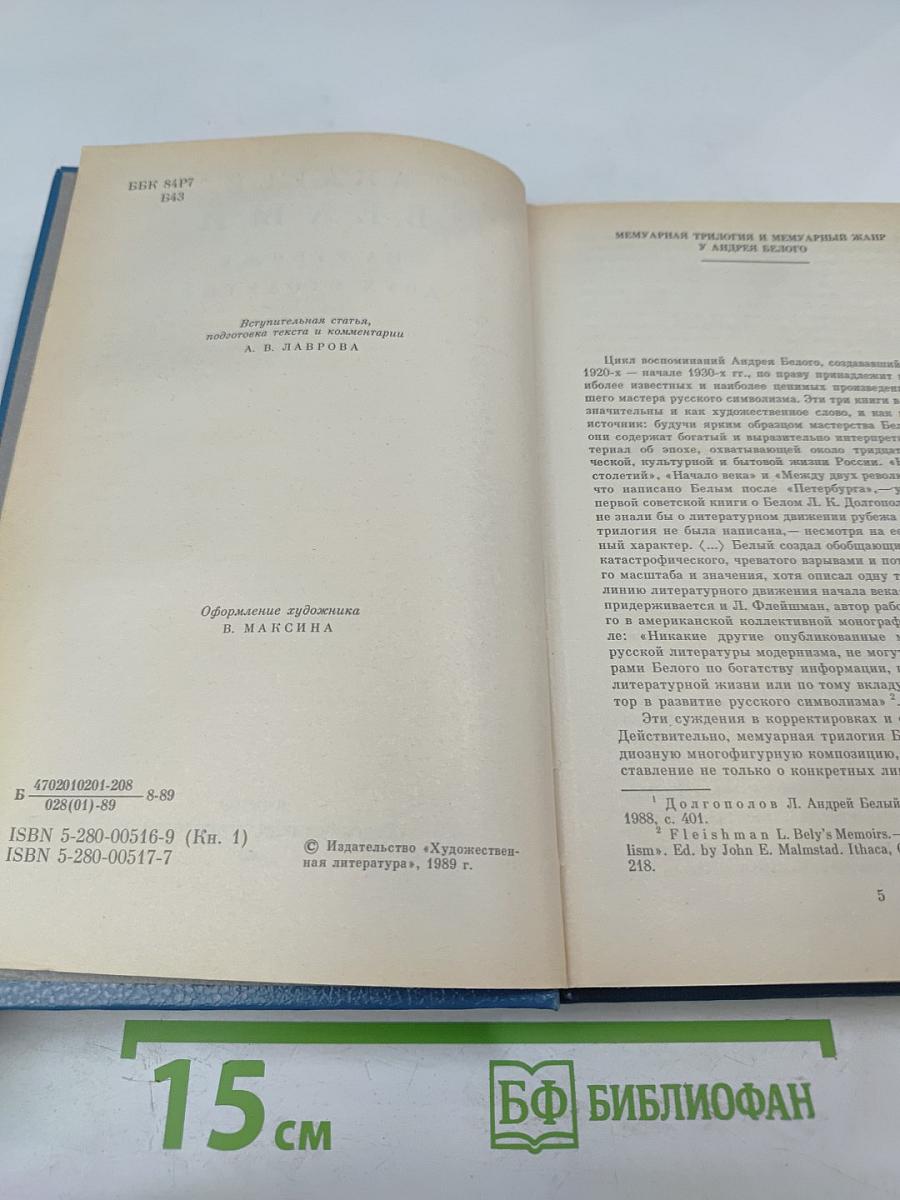 ББК 84Р7
Б43
Вступительная статья,
подготовка текста и комментарии
А. В. ЛАВРОВА
Оформление художника
В. МАКСИНА
Б 4702010201-208 8-89
028(01)-89
ISBN 5-280-00516-9 (Кн. 1)
ISBN 5-280-00517-7
© Издательство «Художествен-
ная литература», 1989 г.
МЕМУАРНАЯ ТРИЛОГИЯ И МЕМУАРНЫЙ ЖАНР
У АНДРЕЯ БЕЛОГО
Цикл воспоминаний Андрея Белого, создававший
1920-х — начале 1930-х гг., по праву принадлежит
иболее известных и наиболее ценимых произведен
шего мастера русского символизма. Эти три книги в
значительны и как художественное слово, и как
источник: будучи ярким образцом мастерства Бел
они содержат богатый и выразительно интерпрет
териал об эпохе, охватывающей около тридцат
ческой, культурной и бытовой жизни России.
столетий», «Начало века» и «Между двух револ
что написано Белым после «Петербурга»,— у
первой советской книги о Белом Л. К. Долгопол
не знали бы о литературном движении рубежа
трилогия не была написана,— несмотря на ее
ный характер. ⟨...⟩ Белый создал обобщающи
катастрофического, чреватого взрывами и пот
го масштаба и значения, хотя описал одну т
линию литературного движения начала века
придерживается и Л. Флейшман, автор рабо
го в американской коллективной монограф
ле: «Никакие другие опубликованные м
русской литературы модернизма, не могут
рами Белого по богатству информации,
литературной жизни или по тому вкладу
тор в развитие русского символизма» 2.
Эти суждения в корректировках и
Действительно, мемуарная трилогия Б
диозную многофигурную композицию,
ставление не только о конкретных ли
1 Долгополов Л. Андрей Белый
1988, с. 401.
2 Fleishman L. Bely's Memoirs.—
lism». Ed. by John E. Malmstad. Ithaca,
218.
5
15 см
БФ БИБЛИОФАН